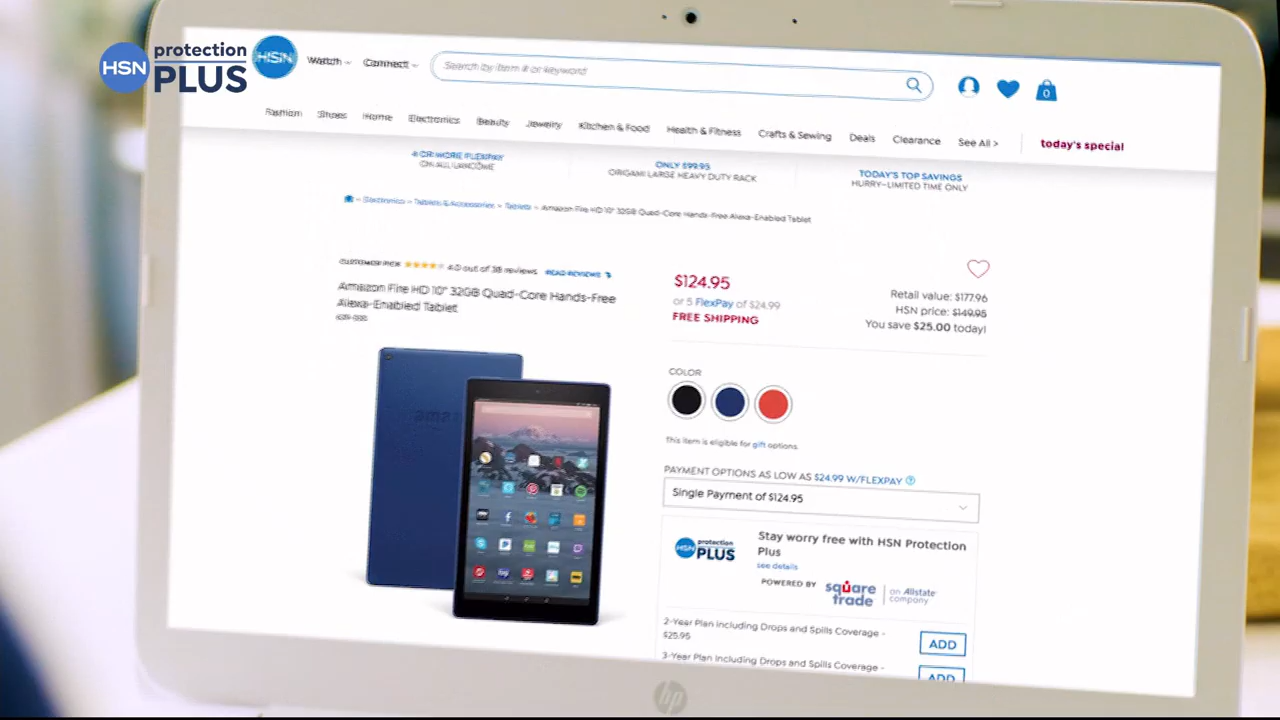 HSN protection PLUS
HSN Watch Connect Search by item # or keyword 0
Fashion Shoes Home Electronics Beauty Jewelry Kitchen & Food Health & Fitness Crafts & Sewing Deals Clearance See All > today's special
4 OR MORE FLEXPAY ONLY $99.95 TODAY'S TOP SAVINGS
ON ALL LANCOME ORIGAMI LARGE HEAVY DUTY RACK HURRY-LIMITED TIME ONLY
Electronics > Tablets & Accessories > Tablets > Amazon Fire HD 10" 32GB Quad-Core Hands-Free Alexa-Enabled Tablet
CUSTOMER PICK 4.0 out of 38 reviews READ REVIEWS
Amazon Fire HD 10" 32GB Quad-Core Hands-Free
Alexa-Enabled Tablet
$124.95
or 5 FlexPay of $24.99
FREE SHIPPING
Retail value: $177.96
HSN price: $149.95
You save $25.00 today!
COLOR
This item is eligible for gift options.
PAYMENT OPTIONS AS LOW AS $24.99 W/FLEXPAY ?
Single Payment of $124.95
HSN protection PLUS
Stay worry free with HSN Protection
Plus
see details
POWERED BY square trade an Allstate company
2-Year Plan Including Drops and Spills Coverage -
$25.95
ADD
3-Year Plan Including Drops and Spills Coverage -
ADD
hp